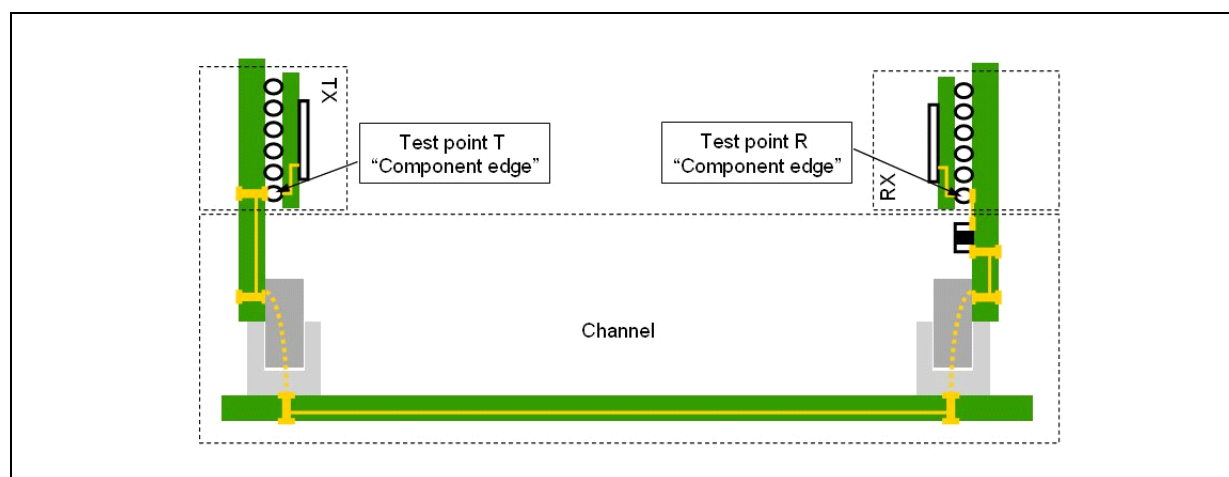 TX
Test point T
“Component edge”
Test point R
“Component edge”
RX
Channel